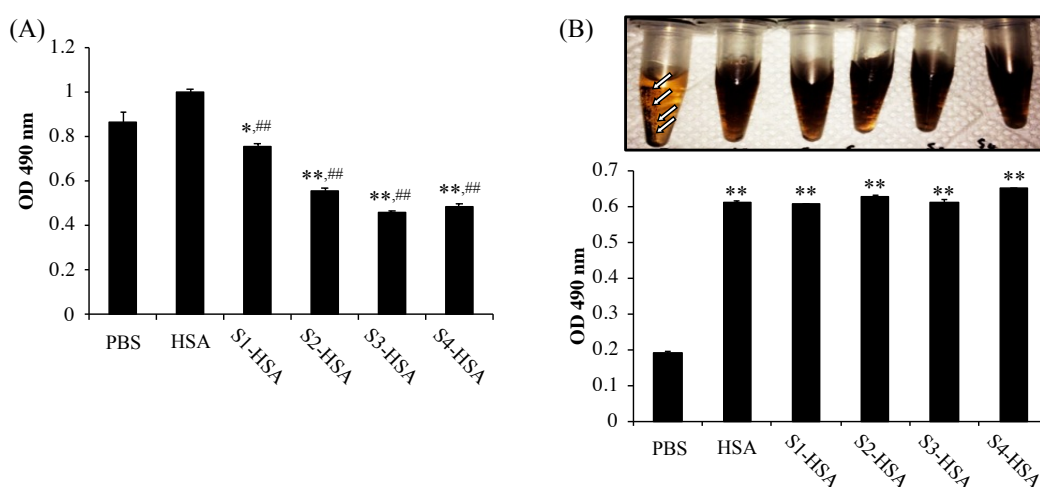 (A)
1.2
1
0.8
0.6
0.4
0.2
0
OD 490 nm
*,##
**,##
**,##
**,##
PBS
HSA
S1-HSA
S2-HSA
S3-HSA
S4-HSA
(B)
0.7
0.6
0.5
0.4
0.3
0.2
0.1
0
OD 490 nm
**
**
**
**
**
PBS
HSA
S1-HSA
S2-HSA
S3-HSA
S4-HSA